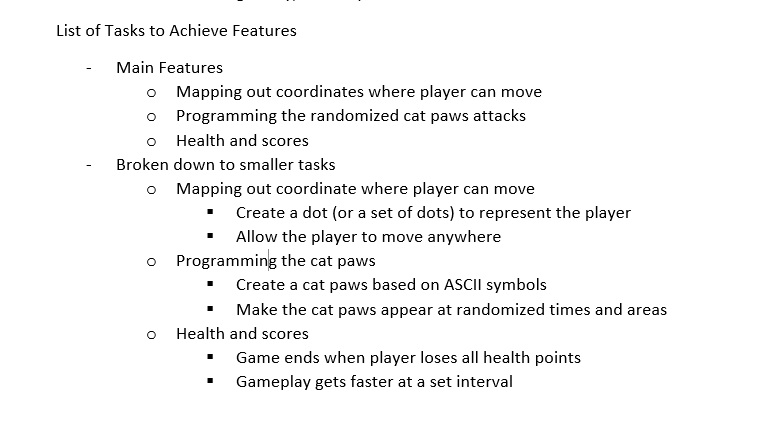 List of Tasks to Achieve Features
- Main Features
o Mapping out coordinates where player can move
o Programming the randomized cat paws attacks
o Health and scores
- Broken down to smaller tasks
o Mapping out coordinate where player can move
▪ Create a dot (or a set of dots) to represent the player
▪ Allow the player to move anywhere
o Programming the cat paws
▪ Create a cat paws based on ASCII symbols
▪ Make the cat paws appear at randomized times and areas
o Health and scores
▪ Game ends when player loses all health points
▪ Gameplay gets faster at a set interval